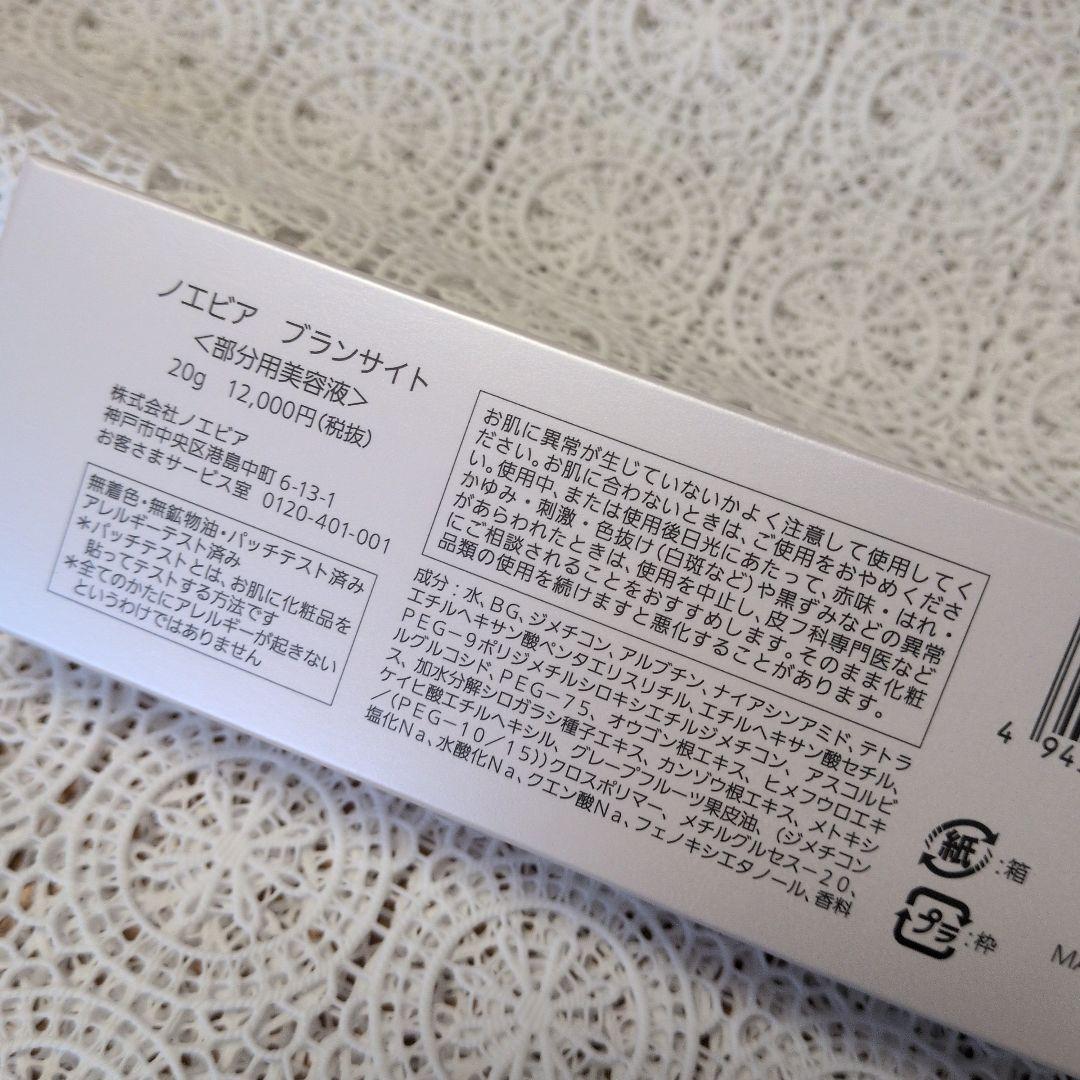 ノエビア　ブランサイト
＜部分用美容液＞
20g　12,000円(税抜)
株式会社ノエビア
神戸市中央区港島中町 6-13-1
お客さまサービス室　0120-401-001
無着色・無鉱物油・パッチテスト済み
アレルギーテスト済み
＊パッチテストとは、お肌に化粧品を
貼ってテストする方法です
＊全てのかたにアレルギーが起きない
というわけではありません
お肌に異常が生じていないかよく注意して使用してく
ださい。お肌に合わないときは、ご使用をおやめくださ
い。使用中、または使用後日光にあたって、赤味・はれ・
かゆみ・刺激・色抜け(白斑など)や黒ずみなどの異常
があらわれたときは、使用を中止し、皮フ科専門医など
にご相談されることをおすすめします。そのまま化粧
品類の使用を続けますと悪化することがあります。
成分：水、BG、ジメチコン、アルブチン、ナイアシンアミド、テトラ
エチルヘキサン酸ペンタエリスリチル、エチルヘキサン酸セチル、
PEG－9ポリジメチルシロキシエチルジメチコン、アスコルビ
ルグルコシド、PEG－75、オウゴン根エキス、ヒメフウロエキ
ス、加水分解シロガラシ種子エキス、カンゾウ根エキス、メトキシ
ケイヒ酸エチルヘキシル、グレープフルーツ果皮油、(ジメチコン
／(PEG－10／15))クロスポリマー、メチルグルセス－20、
塩化Na、水酸化Na、クエン酸Na、フェノキシエタノール、香料
紙：箱
プラ：枠